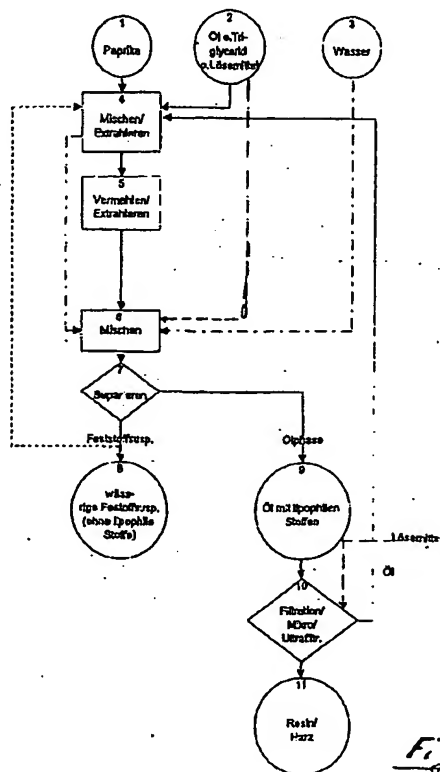 1
Paprika
2
Öl o. Tri-
glycerid
o. Lösemittel
3
Wasser
4
Mischen/
Extrahieren
5
Vermahlen/
Extrahieren
6
Mischen
7
Separieren
Feststoffsusp.
Ölphase
8
wäss-
rige Feststoffsusp.
(ohne lipophile
Stoffe)
9
Öl mit lipophilen
Stoffen
Lösemitte
Öl
10
Filtration/
Mikro/
Ultrafiltr.
11
Resin/
Harz